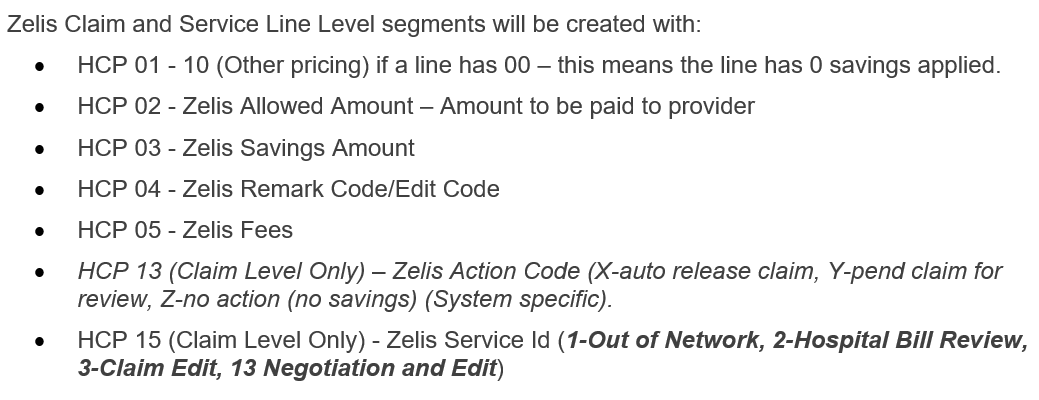 Zelis Claim and Service Line Level segments will be created with:
• HCP 01 - 10 (Other pricing) if a line has 00 – this means the line has 0 savings applied.
• HCP 02 - Zelis Allowed Amount – Amount to be paid to provider
• HCP 03 - Zelis Savings Amount
• HCP 04 - Zelis Remark Code/Edit Code
• HCP 05 - Zelis Fees
• HCP 13 (Claim Level Only) – Zelis Action Code (X-auto release claim, Y-pend claim for
review, Z-no action (no savings) (System specific).
• HCP 15 (Claim Level Only) - Zelis Service Id (1-Out of Network, 2-Hospital Bill Review,
3-Claim Edit, 13 Negotiation and Edit)